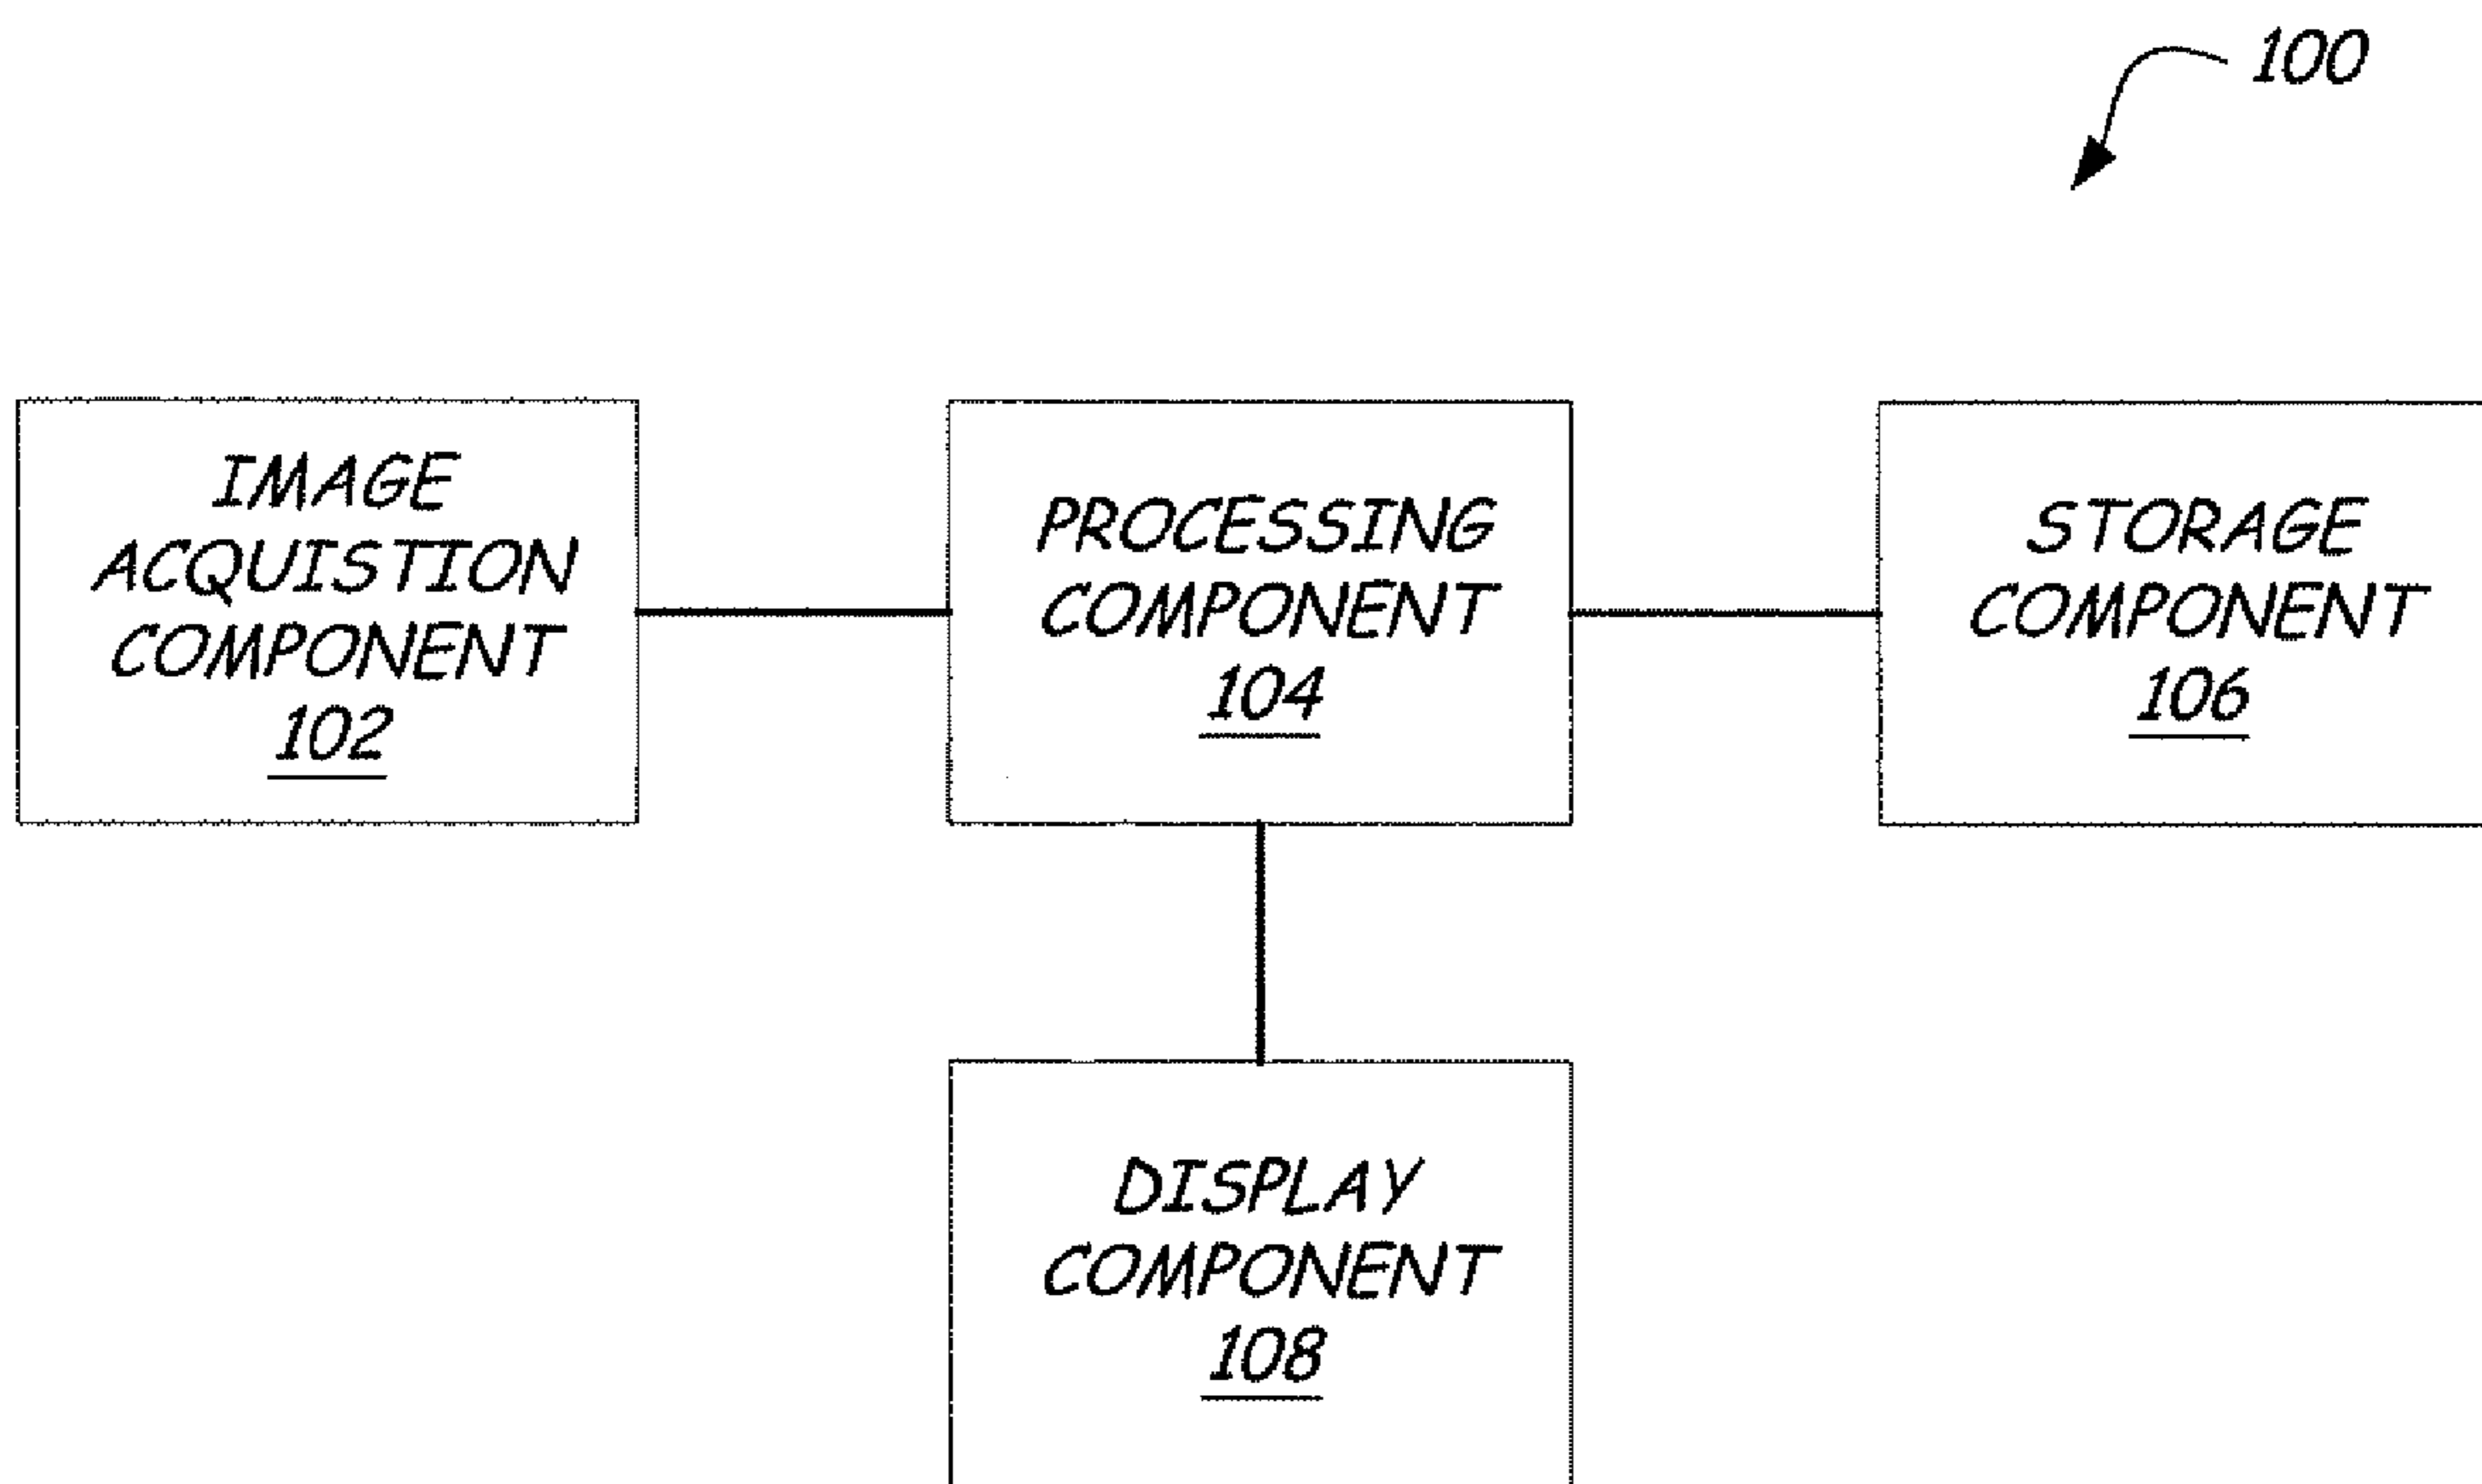 100
IMAGE
ACQUISTION
COMPONENT
102
PROCESSING
COMPONENT
104
STORAGE
COMPONENT
106
DISPLAY
COMPONENT
108